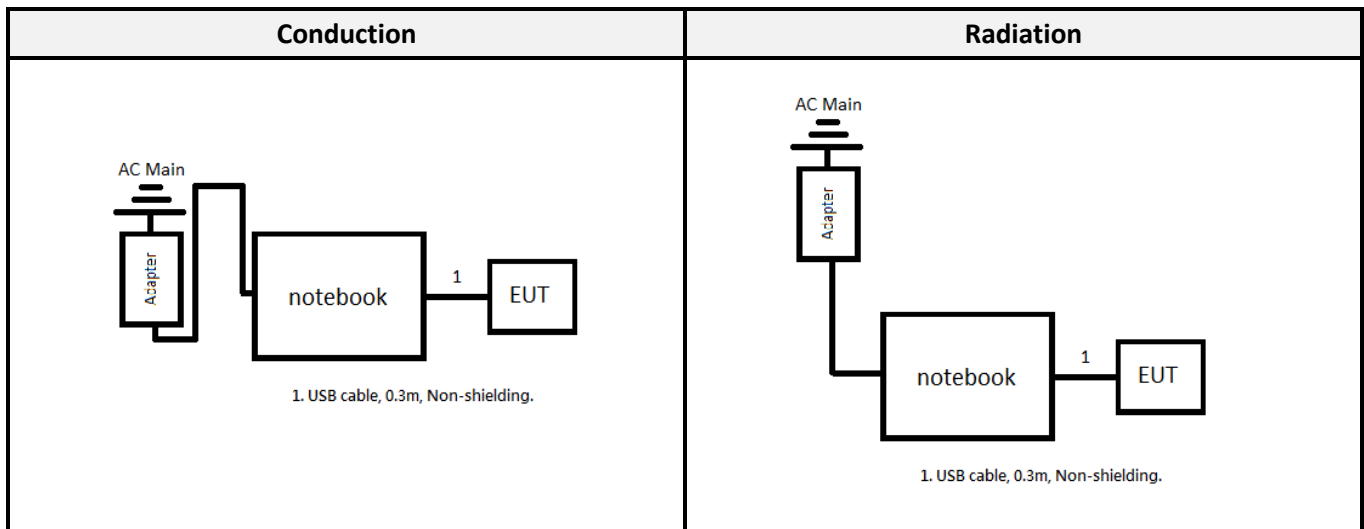 Conduction
Radiation
AC Main
Adapter
notebook
1
EUT
1. USB cable, 0.3m, Non-shielding.
AC Main
Adapter
notebook
1
EUT
1. USB cable, 0.3m, Non-shielding.